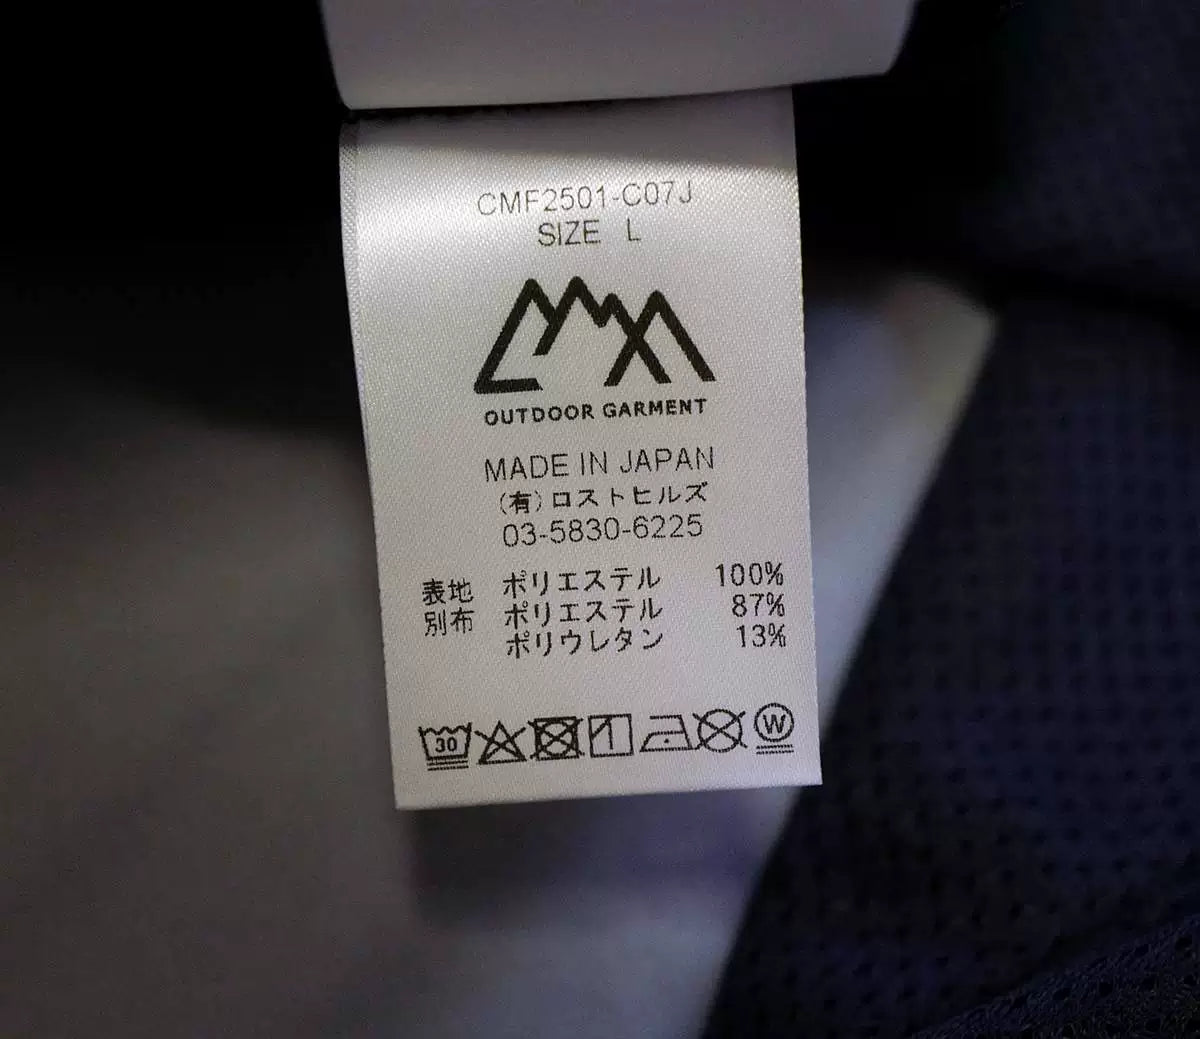 CMF2501-C07J
SIZE L
OUTDOOR GARMENT
MADE IN JAPAN
(有)ロストヒルズ
03-5830-6225
表地 ポリエステル 100%
別布 ポリエステル 87%
ポリウレタン 13%
30
W